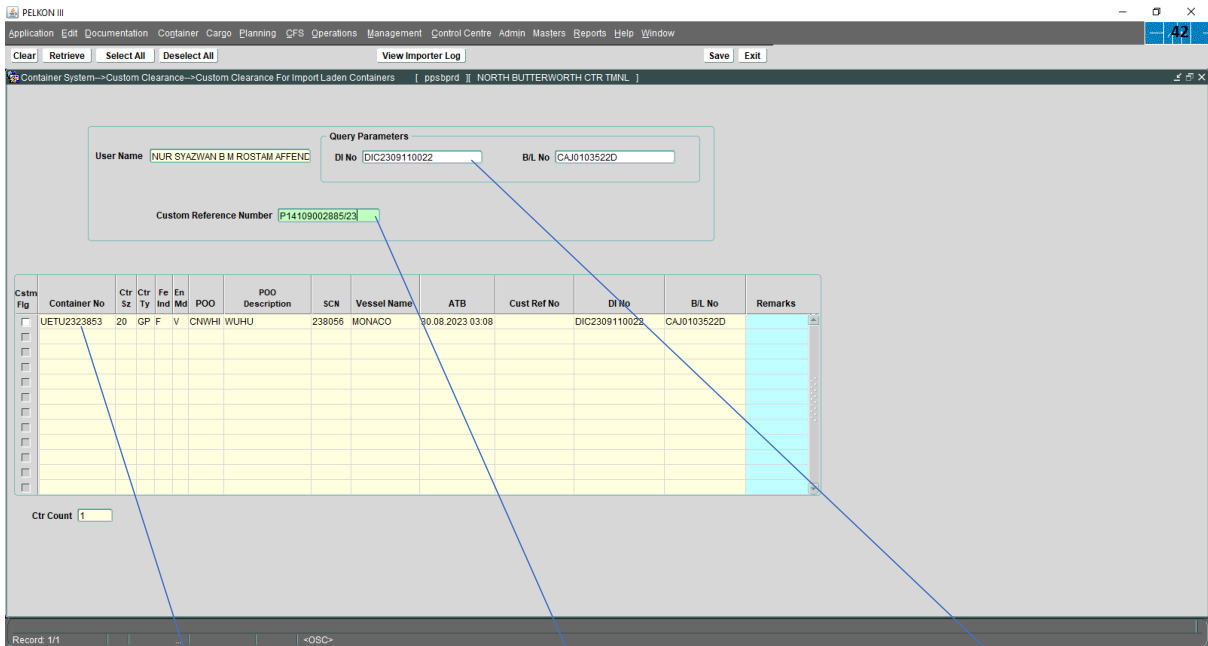 PELKON III
Application Edit Documentation Container Cargo Planning CFS Operations Management Control Centre Admin Masters Reports Help Window
42
Clear Retrieve Select All Deselect All View Importer Log Save Exit
Container System-->Custom Clearance-->Custom Clearance For Import Laden Containers [ ppsbprd ][ NORTH BUTTERWORTH CTR TMNL ]
Query Parameters
User Name NUR SYAZWAN B M ROSTAM AFFEND DI No DIC2309110022 B/L No CAJ0103522D
Custom Reference Number P14109002885/23
Cstm Flg Container No Ctr Sz Ctr Ty Fe Ind En Md POO POO Description SCN Vessel Name ATB Cust Ref No DI No B/L No Remarks
UETU2323853 20 GP F V CNWHI WUHU 238056 MONACO 30.08.2023 03:08 DIC2309110022 CAJ0103522D
Ctr Count 1
Record: 1/1 ... <OSC>